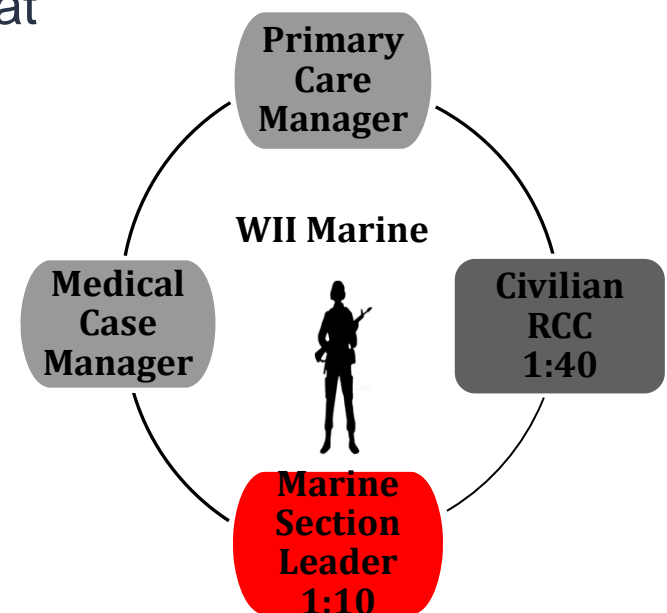 at
Primary
Care
Manager
WII Marine
Medical
Case
Manager
Civilian
RCC
1:40
Marine
Section
Leader
1:10